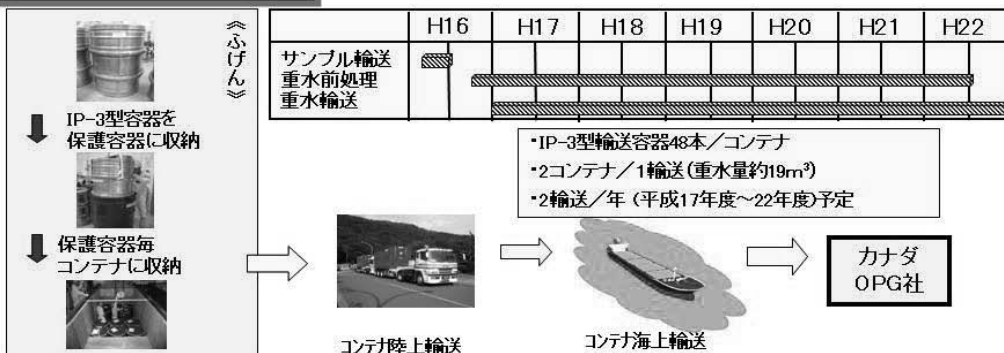 《ふげん》
IP-3型容器を
保護容器に収納
保護容器毎
コンテナに収納
H16 H17 H18 H19 H20 H21 H22
サンプル輸送
重水前処理
重水輸送
・IP-3型輸送容器48本/コンテナ
・2コンテナ/1輸送(重水量約19m³)
・2輸送/年 (平成17年度~22年度)予定
コンテナ陸上輸送
コンテナ海上輸送
カナダ
OPG社